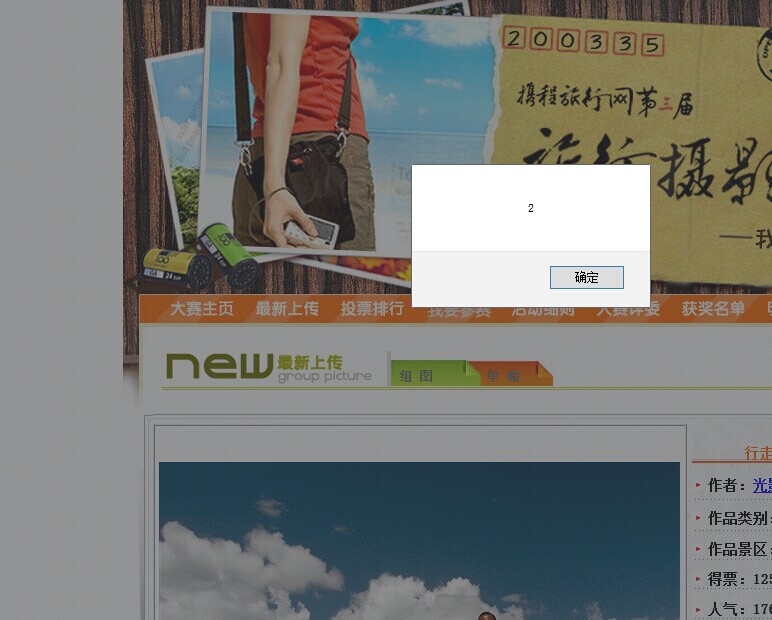 200335
携程旅行网第三届
旅行摄影
——我
2
确定
大赛主页 最新上传 投票排行 我要参赛 活动细则 大赛评委 获奖名单
new 最新上传
group picture
组图 单幅
行走
作者：光影
作品类别：
作品景区：
得票：125
人气：176